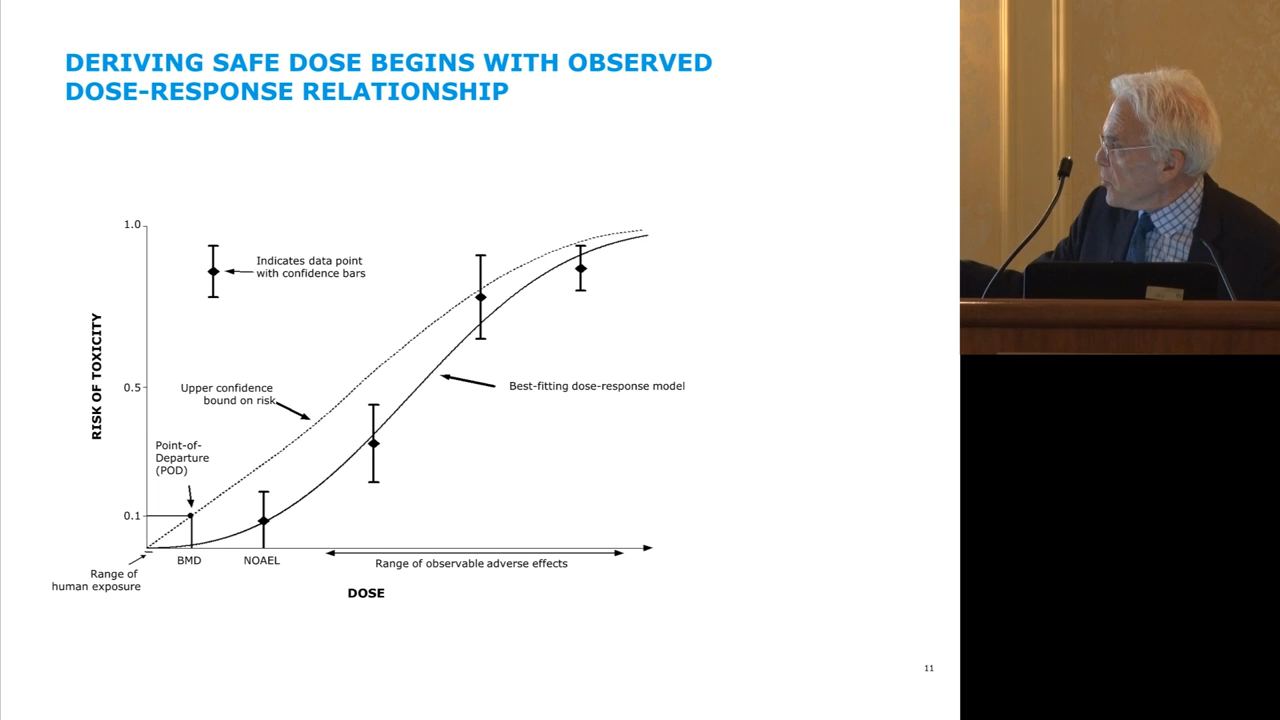 DERIVING SAFE DOSE BEGINS WITH OBSERVED
DOSE-RESPONSE RELATIONSHIP
1.0
Indicates data point
with confidence bars
RISK OF TOXICITY
0.5
Upper confidence
bound on risk
Best-fitting dose-response model
Point-of-
Departure
(POD)
0.1
BMD
NOAEL
Range of observable adverse effects
Range of
human exposure
DOSE
11